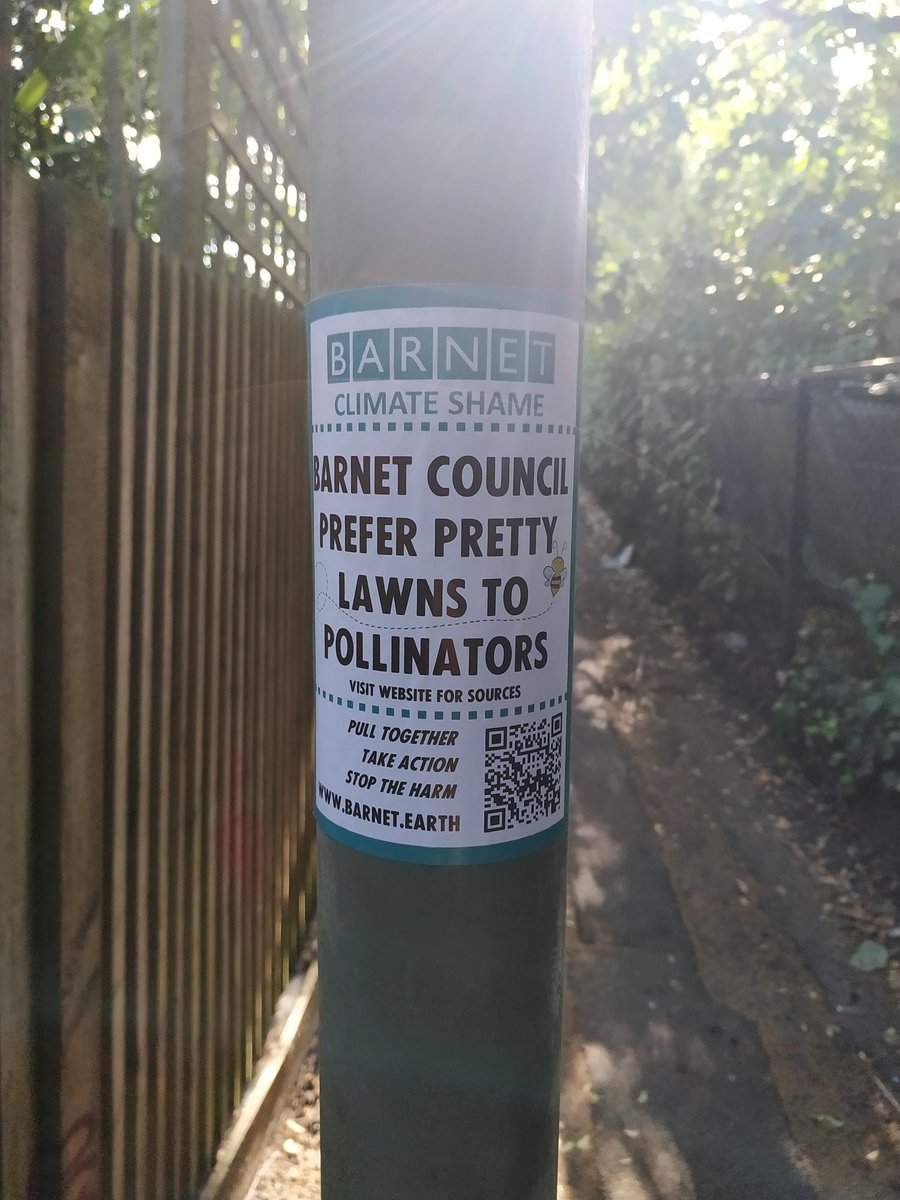 BARNET
CLIMATE SHAME
BARNET COUNCIL
PREFER PRETTY
LAWNS TO
POLLINATORS
VISIT WEBSITE FOR SOURCES
PULL TOGETHER
TAKE ACTION
STOP THE HARM
WWW.BARNET.EARTH